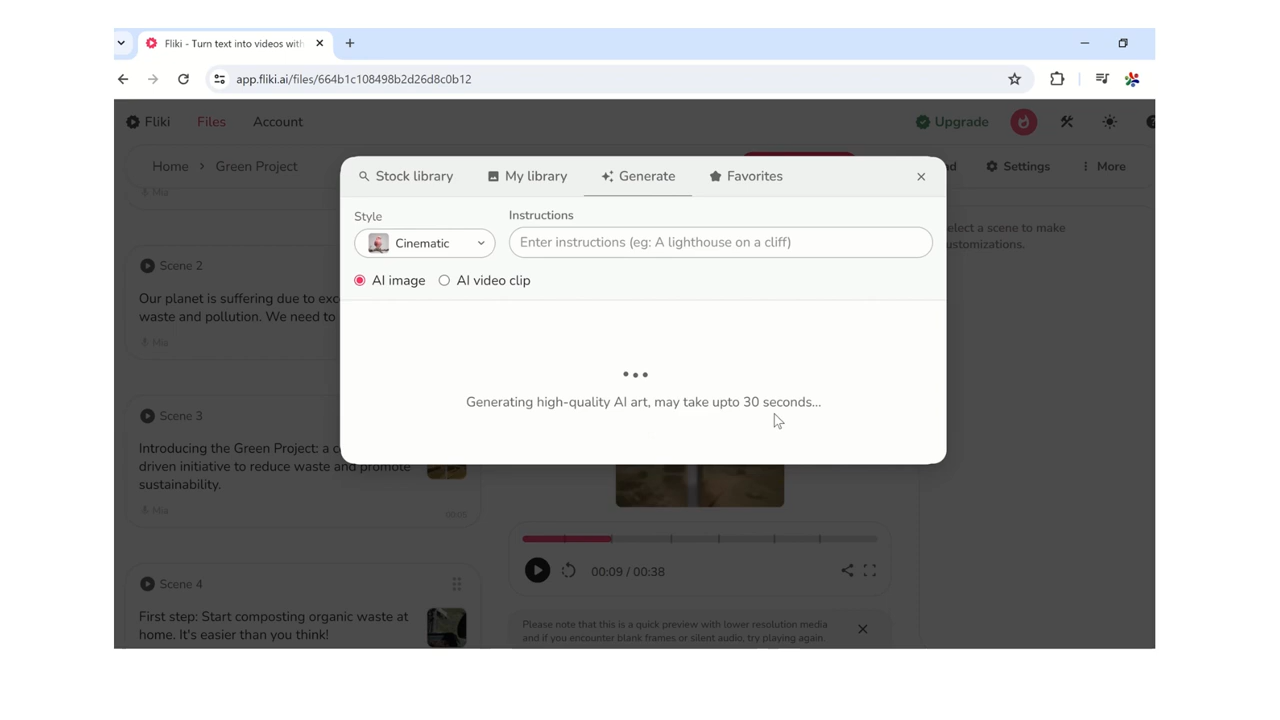 Fliki - Turn text into videos with
app.fliki.ai/files/664b1c108498b2d26d8c0b12
Fliki Files Account Upgrade
Home > Green Project Settings More
Mia
Stock library My library Generate Favorites
Style Instructions
Cinematic Enter instructions (eg: A lighthouse on a cliff)
AI image AI video clip
Generating high-quality AI art, may take upto 30 seconds...
elect a scene to make
ustomizations.
Scene 2
Our planet is suffering due to exc
waste and pollution. We need to
Mia
Scene 3
Introducing the Green Project: a c
driven initiative to reduce waste and promote
sustainability.
Mia 00:05
Scene 4
First step: Start composting organic waste at
home. It's easier than you think!
00:09 / 00:38
Please note that this is a quick preview with lower resolution media
and if you encounter blank frames or silent audio, try playing again.